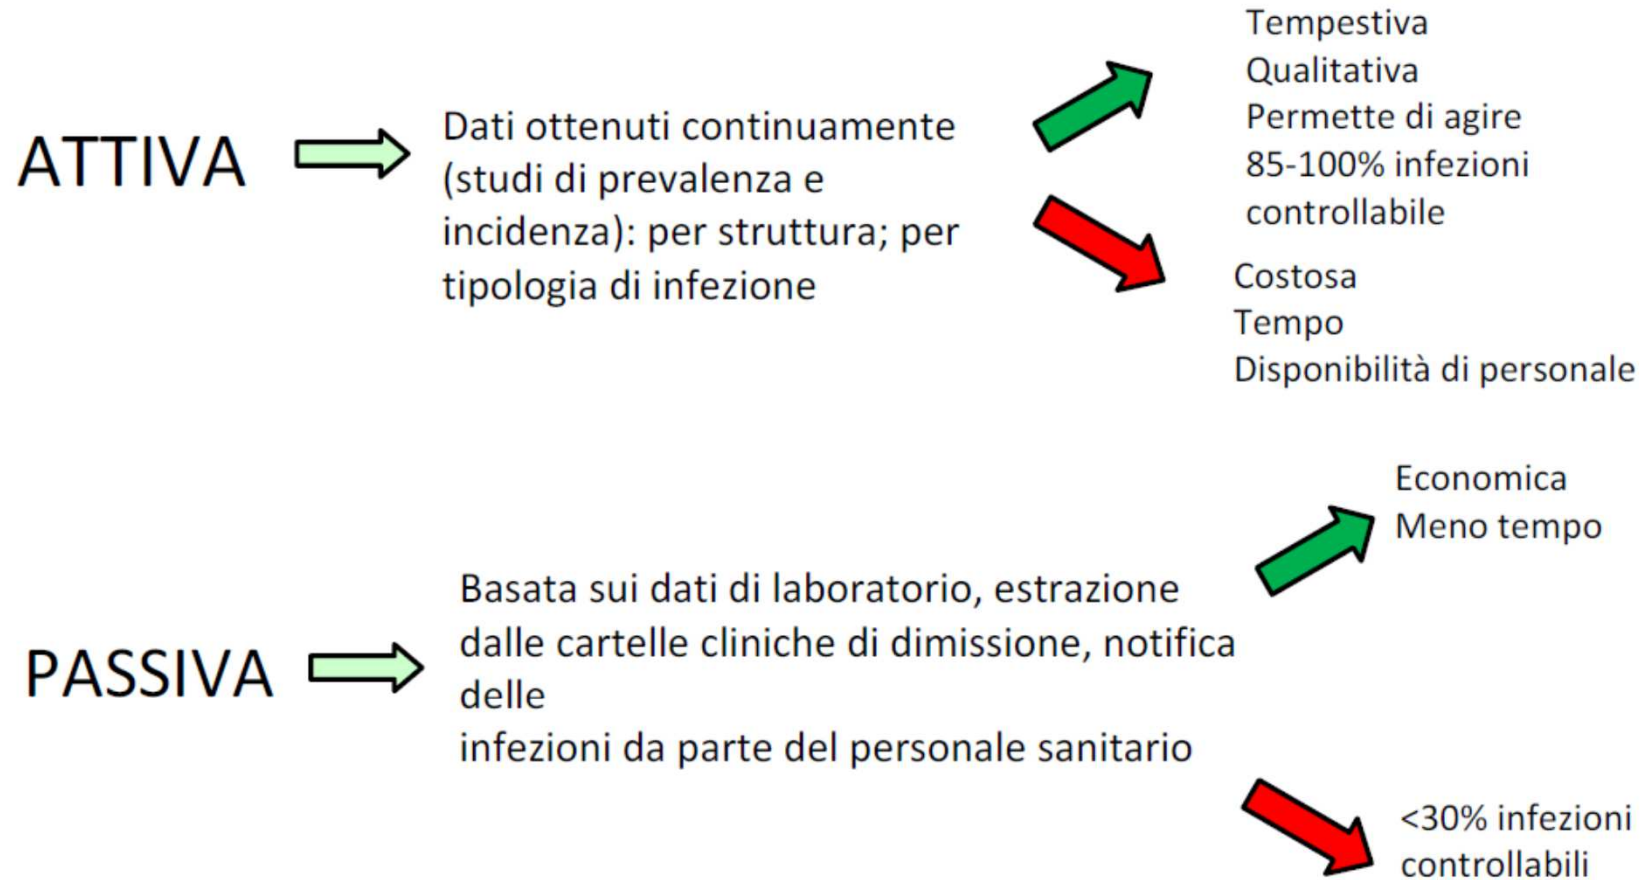 ATTIVA
Dati ottenuti continuamente
(studi di prevalenza e
incidenza): per struttura; per
tipologia di infezione
Tempestiva
Qualitativa
Permette di agire
85-100% infezioni
controllabile
Costosa
Tempo
Disponibilità di personale
PASSIVA
Basata sui dati di laboratorio, estrazione
dalle cartelle cliniche di dimissione, notifica
delle
infezioni da parte del personale sanitario
Economica
Meno tempo
<30% infezioni
controllabili